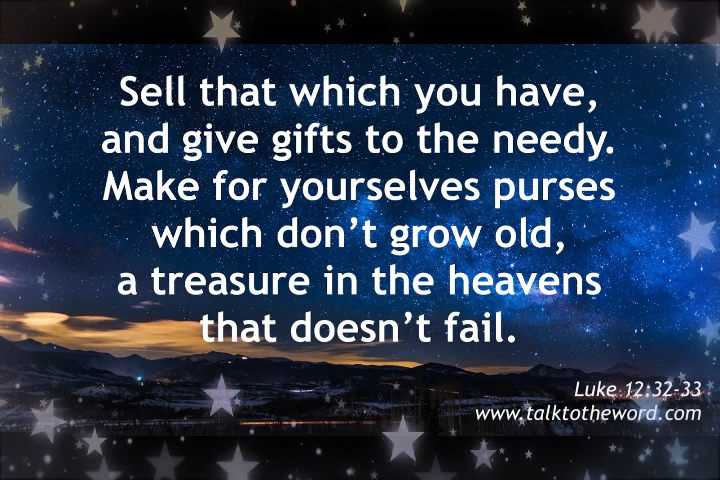 Sell that which you have,
and give gifts to the needy.
Make for yourselves purses
which don’t grow old,
a treasure in the heavens
that doesn’t fail.
Luke 12:32-33
www.talktotheword.com